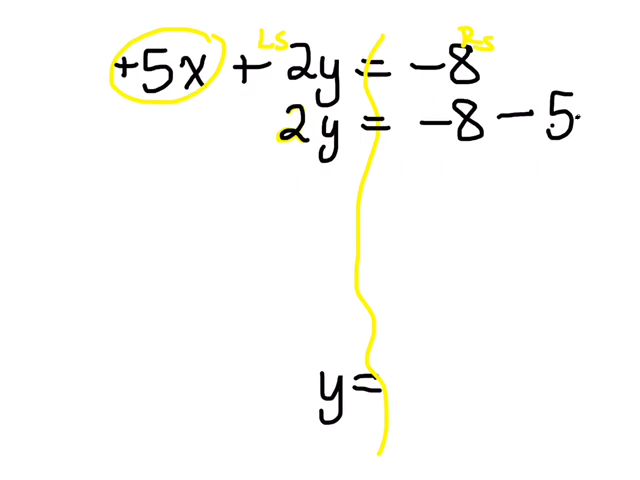 LS RS
+5x + 2y = -8
2y = -8 - 5
y=